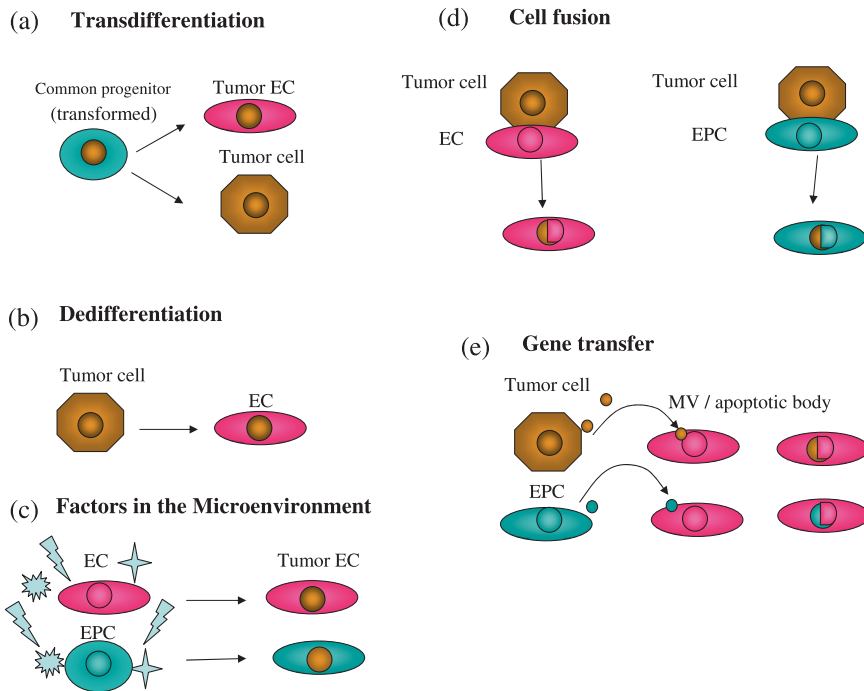 (a) Transdifferentiation
Common progenitor
(transformed)
Tumor EC
Tumor cell
(b) Dedifferentiation
Tumor cell
EC
(c) Factors in the Microenvironment
EC
Tumor EC
EPC
(d) Cell fusion
Tumor cell
Tumor cell
EC
EPC
(e) Gene transfer
Tumor cell
MV / apoptotic body
EPC